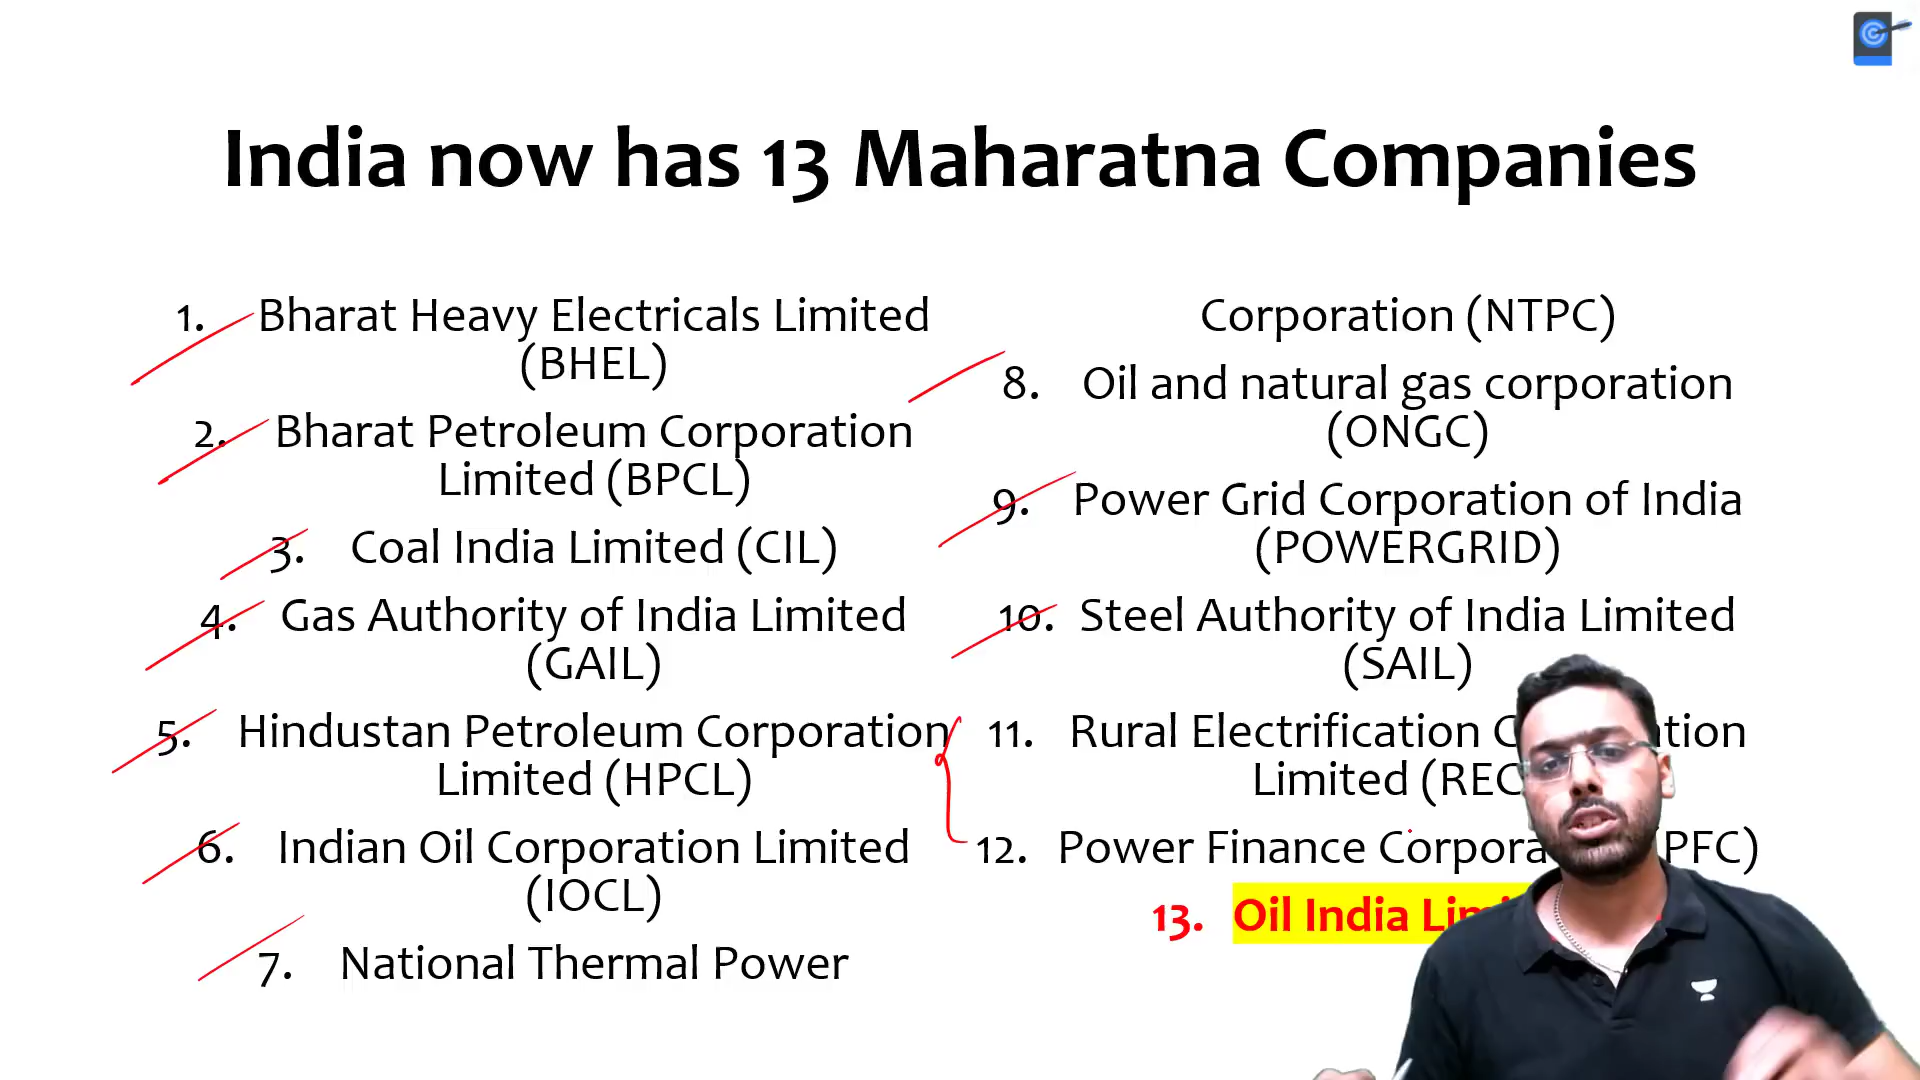 India now has 13 Maharatna Companies
1. Bharat Heavy Electricals Limited
(BHEL)
2. Bharat Petroleum Corporation
Limited (BPCL)
3. Coal India Limited (CIL)
4. Gas Authority of India Limited
(GAIL)
5. Hindustan Petroleum Corporation
Limited (HPCL)
6. Indian Oil Corporation Limited
(IOCL)
7. National Thermal Power
Corporation (NTPC)
8. Oil and natural gas corporation
(ONGC)
9. Power Grid Corporation of India
(POWERGRID)
10. Steel Authority of India Limited
(SAIL)
11. Rural Electrification
Limited (REC
12. Power Finance PFC)
13. Oil India